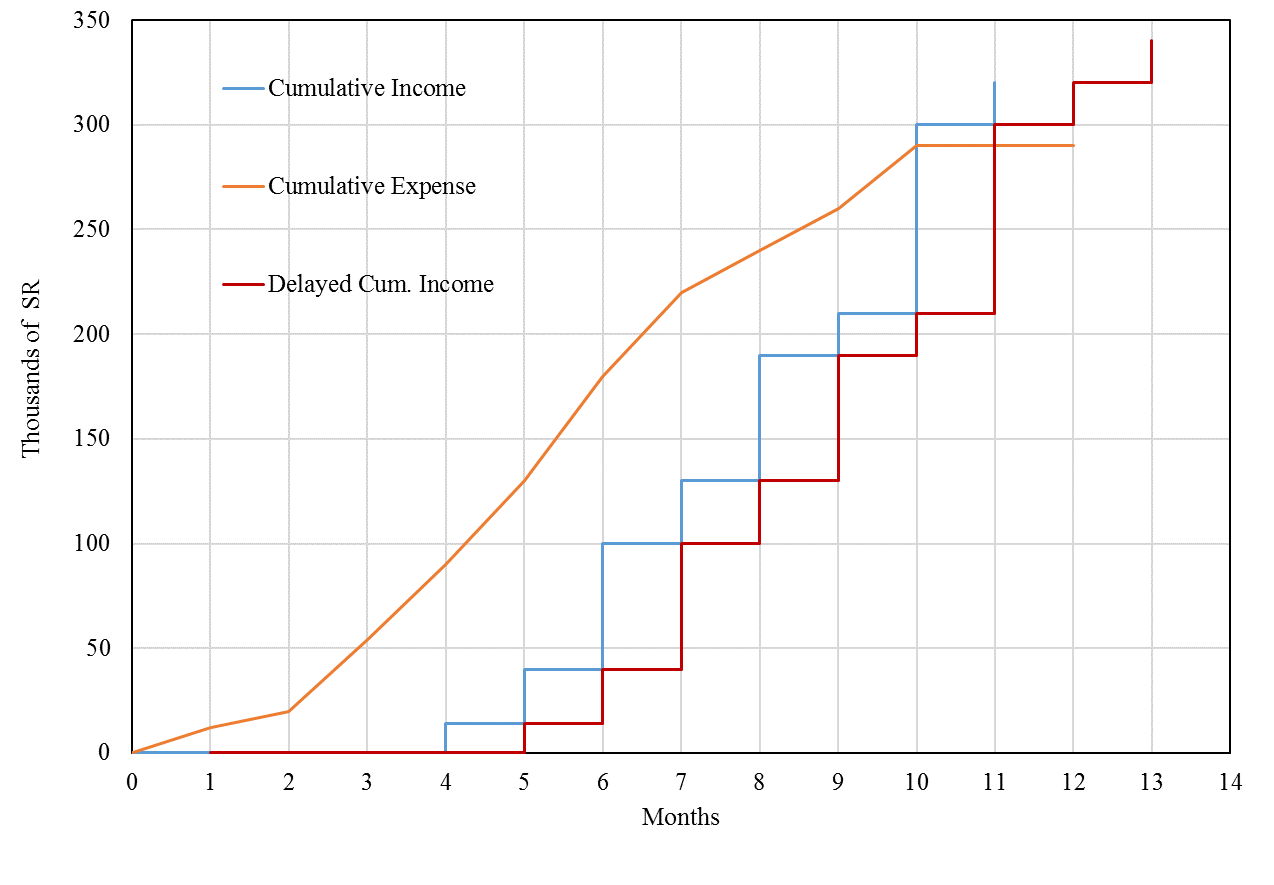 350
300
250
200
150
100
50
0
Thousands of SR
Cumulative Income
Cumulative Expense
Delayed Cum. Income
0 1 2 3 4 5 6 7 8 9 10 11 12 13 14
Months